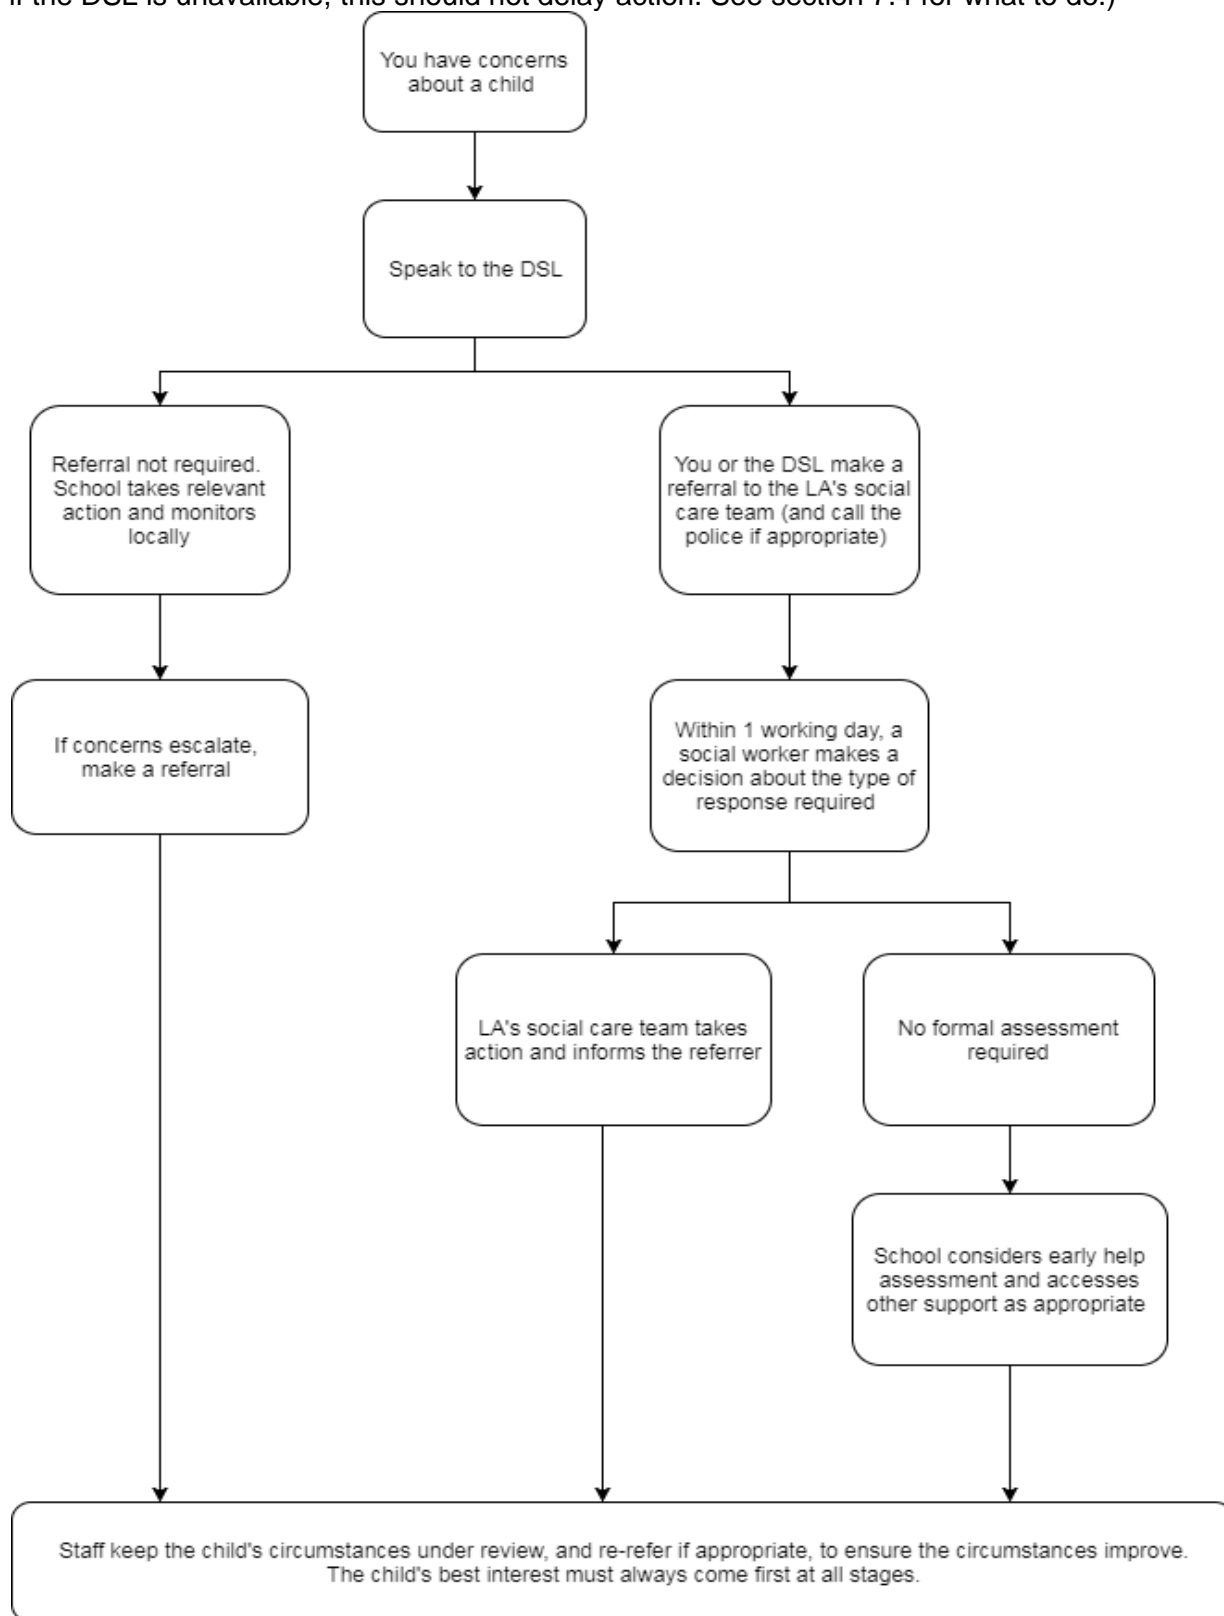 if the DSL is unavailable, this should not delay action. See section 7.4 for what to do.)
You have concerns
about a child
Speak to the DSL
Referral not required.
School takes relevant
action and monitors
locally
You or the DSL make a
referral to the LA's social
care team (and call the
police if appropriate)
If concerns escalate,
make a referral
Within 1 working day, a
social worker makes a
decision about the type of
response required
LA's social care team takes
action and informs the referrer
No formal assessment
required
School considers early help
assessment and accesses
other support as appropriate
Staff keep the child's circumstances under review, and re-refer if appropriate, to ensure the circumstances improve.
The child's best interest must always come first at all stages.